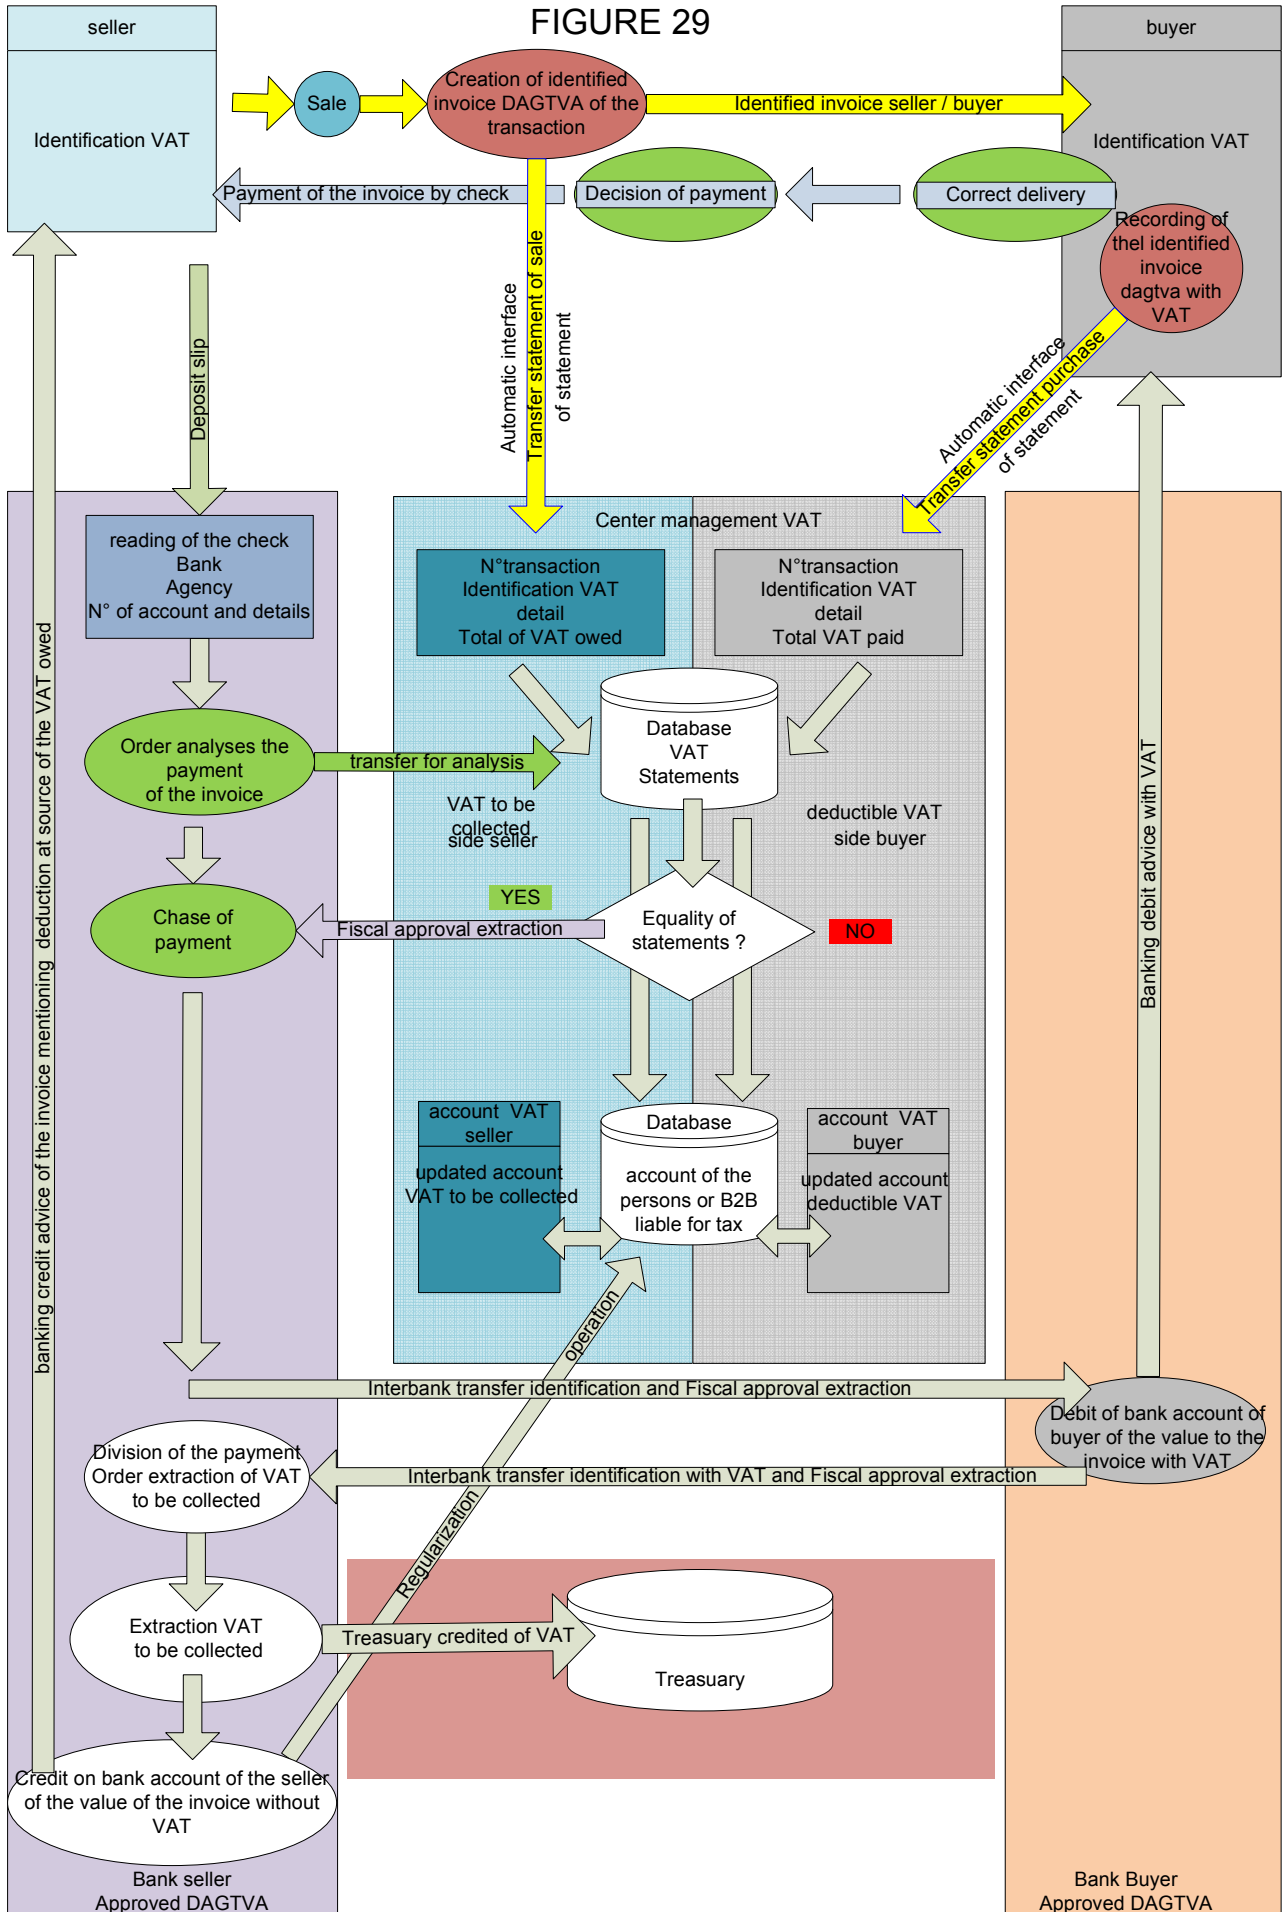 FIGURE 29
seller
Identification VAT
Sale
Creation of identified
invoice DAGTVA of the
transaction
Identified invoice seller / buyer
buyer
Identification VAT
Payment of the invoice by check
Decision of payment
Correct delivery
Recording of
thel identified
invoice
dagtva with
VAT
Deposit slip
Automatic interface
Transfer statement of sale
of statement
Automatic interface
Transfer statement purchase
of statement
Center management VAT
reading of the check
Bank
Agency
N° of account and details
N°transaction
Identification VAT
detail
Total of VAT owed
N°transaction
Identification VAT
detail
Total VAT paid
Order analyses the
payment
of the invoice
transfer for analysis
Database
VAT
Statements
VAT to be
collected
side seller
deductible VAT
side buyer
YES
Chase of
payment
Fiscal approval extraction
Equality of
statements ?
NO
banking credit advice of the invoice mentioning deduction at source of the VAT owed
Banking debit advice with VAT
account VAT
seller
updated account
VAT to be collected
Database
account of the
persons or B2B
liable for tax
account VAT
buyer
updated account
deductible VAT
Regularization
operation
Interbank transfer identification and Fiscal approval extraction
Debit of bank account of
buyer of the value to the
invoice with VAT
Division of the payment
Order extraction of VAT
to be collected
Interbank transfer identification with VAT and Fiscal approval extraction
Extraction VAT
to be collected
Treasury credited of VAT
Treasury
Credit on bank account of the seller
of the value of the invoice without
VAT
Bank seller
Approved DAGTVA
Bank Buyer
Approved DAGTVA